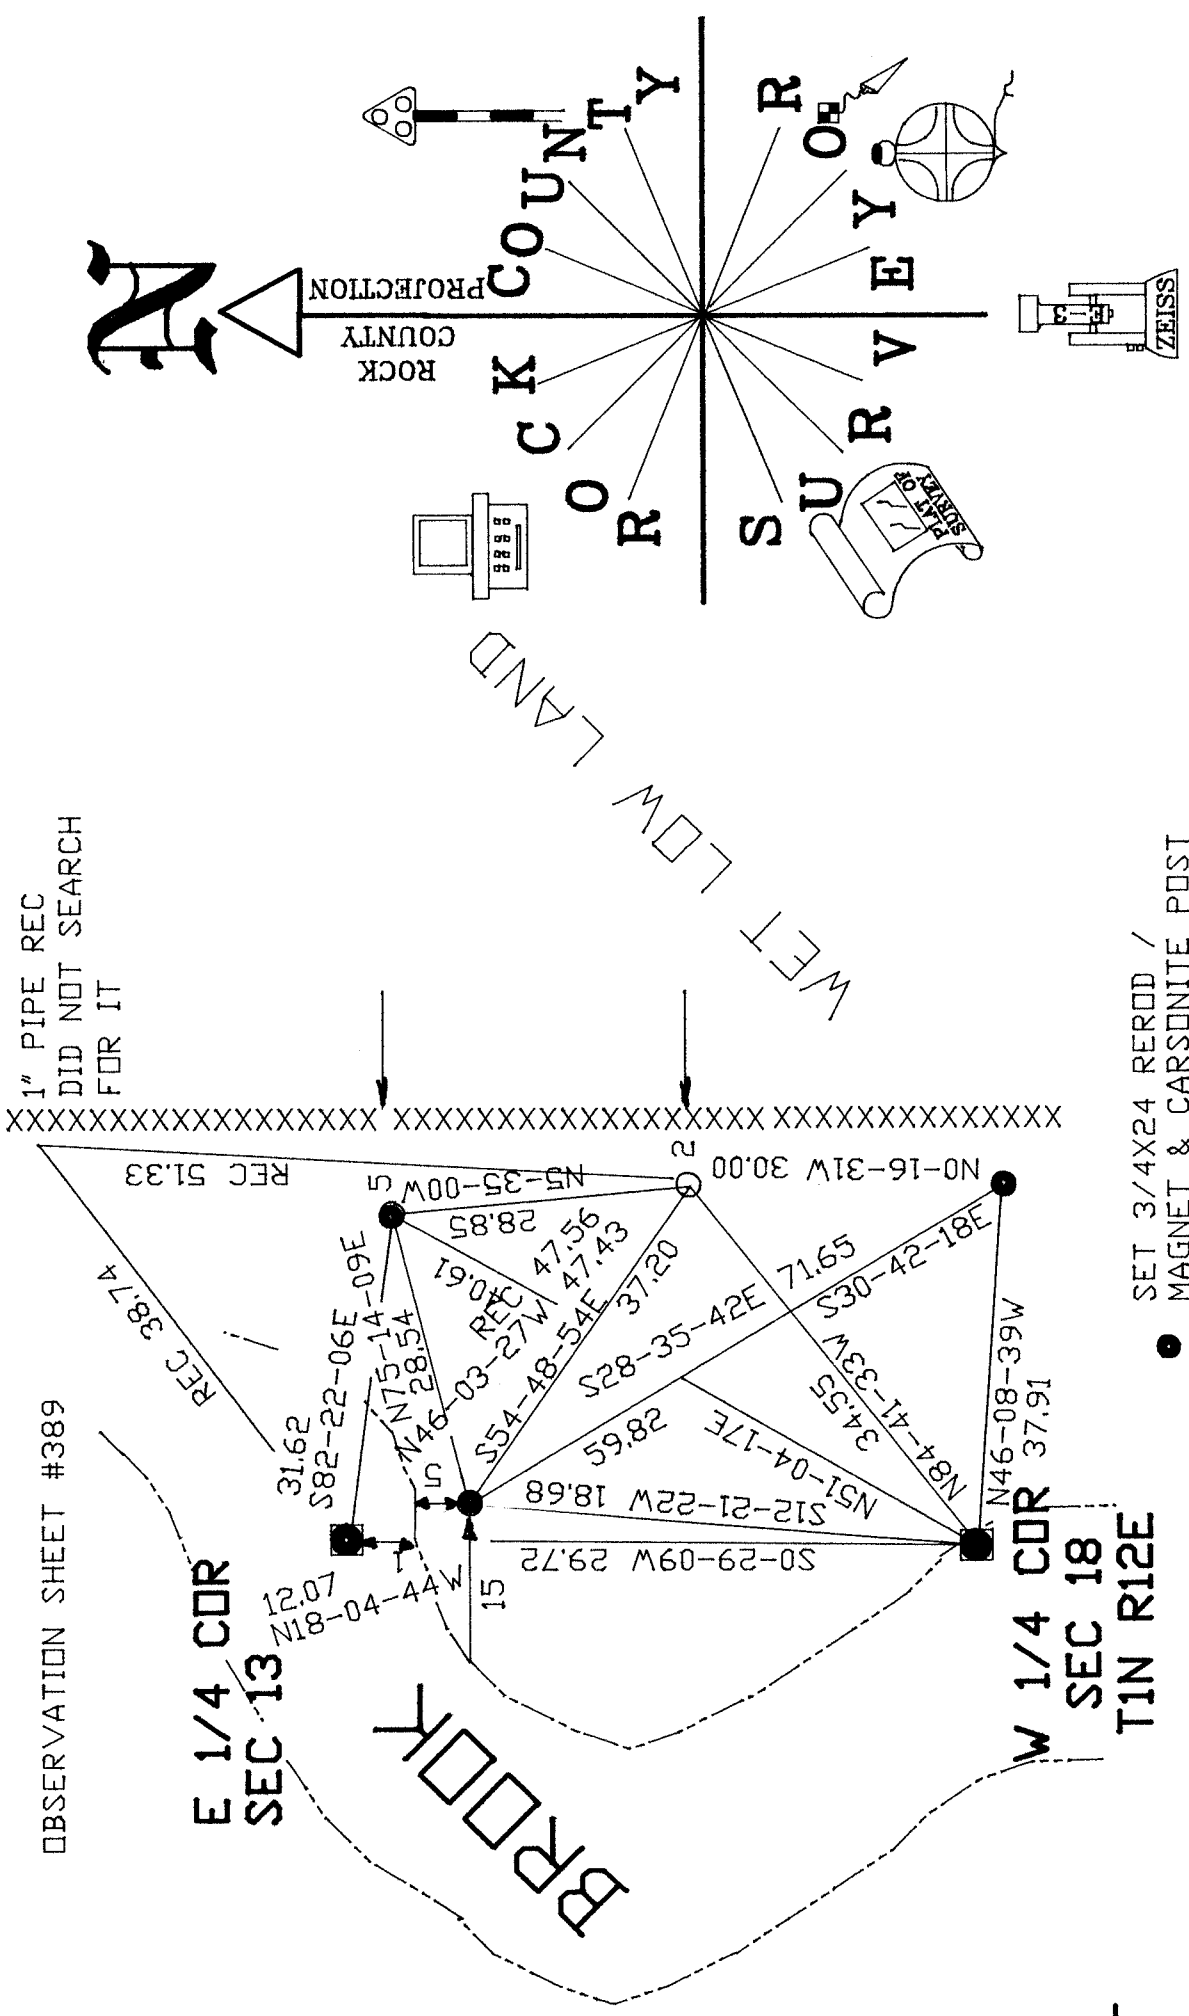 OBSERVATION SHEET #389
1" PIPE REC
DID NOT SEARCH
FOR IT
E 1/4 COR
SEC 13
12.07
N18-04-44W
1
31.62
S82-22-06E
REC 38.74
REC 51.33
N75-14-09E
28.54
5
5
N5-35-00W
28.85
40.61
REC 47.56
N46-03-27W 47.43
S54-48-54E 37.20
2
15
S28-35-42E 71.65
59.82
S30-42-18E
N0-16-31W 30.00
S12-21-22W 18.68
S0-29-09W 29.72
N51-04-17E
34.55
N84-41-33W
N46-08-39W
37.91
BROOK
WET LOW LAND
W 1/4 COR
SEC 18
T1N R12E
SET 3/4X24 REROD /
MAGNET & CARSONITE POST
N
ROCK
COUNTY
PROJECTION
ROCK COUNTY
SURVEYOR
PLAT OF
SURVEY
3
ZEISS